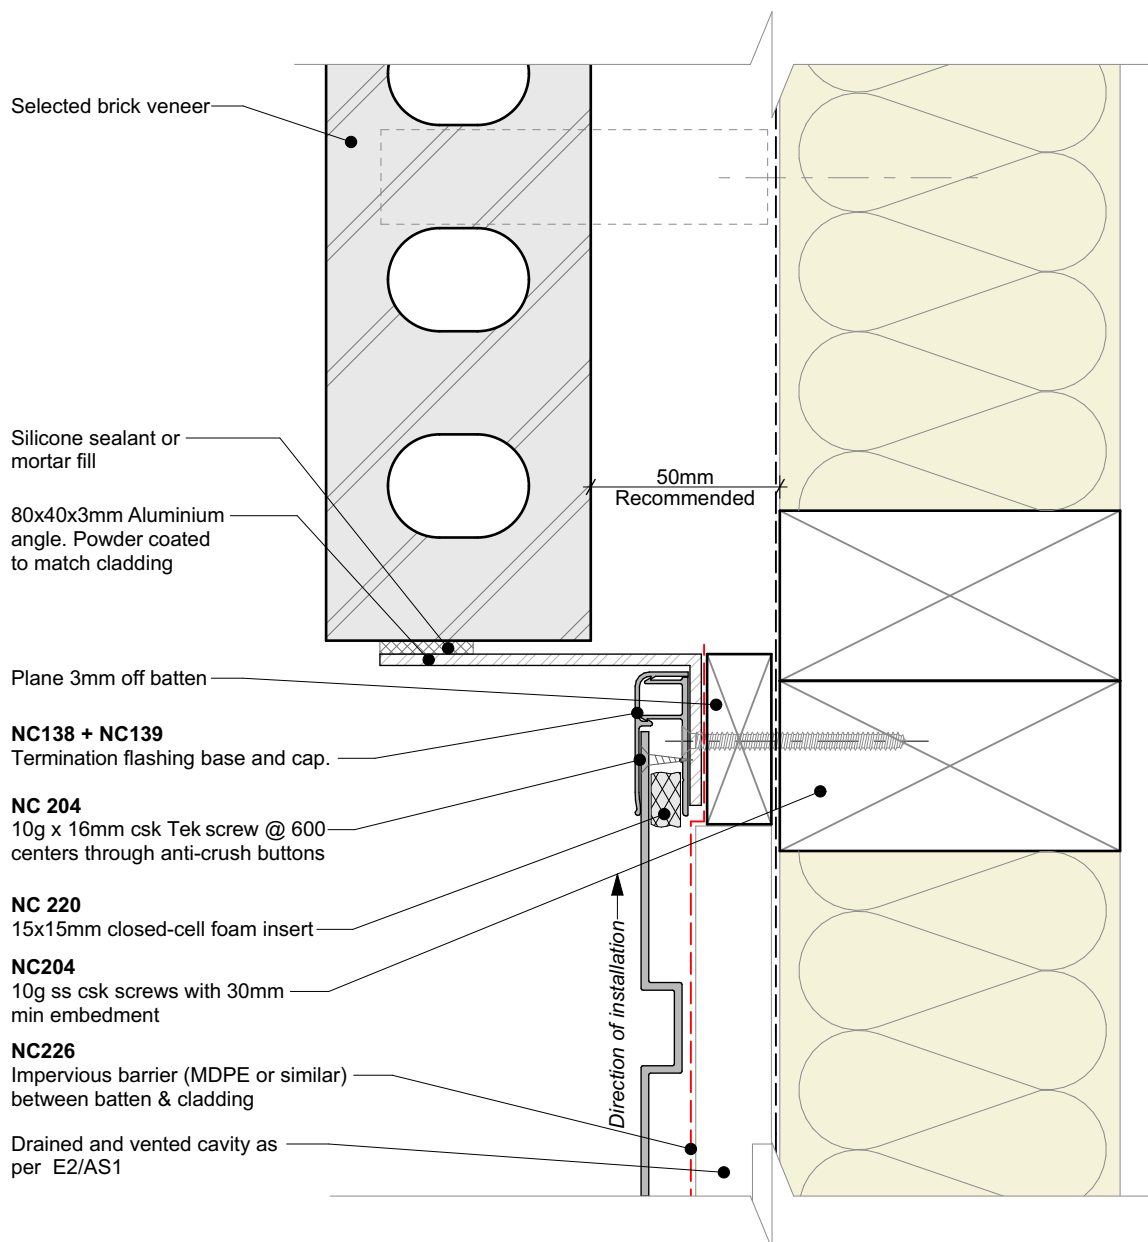 Selected brick veneer
Silicone sealant or
mortar fill
50mm
Recommended
80x40x3mm Aluminium
angle. Powder coated
to match cladding
Plane 3mm off batten
NC138 + NC139
Termination flashing base and cap.
NC 204
10g x 16mm csk Tek screw @ 600
centers through anti-crush buttons
NC 220
15x15mm closed-cell foam insert
NC204
10g ss csk screws with 30mm
min embedment
NC226
Impervious barrier (MDPE or similar)
between batten & cladding
Drained and vented cavity as
per E2/AS1
Direction of installation